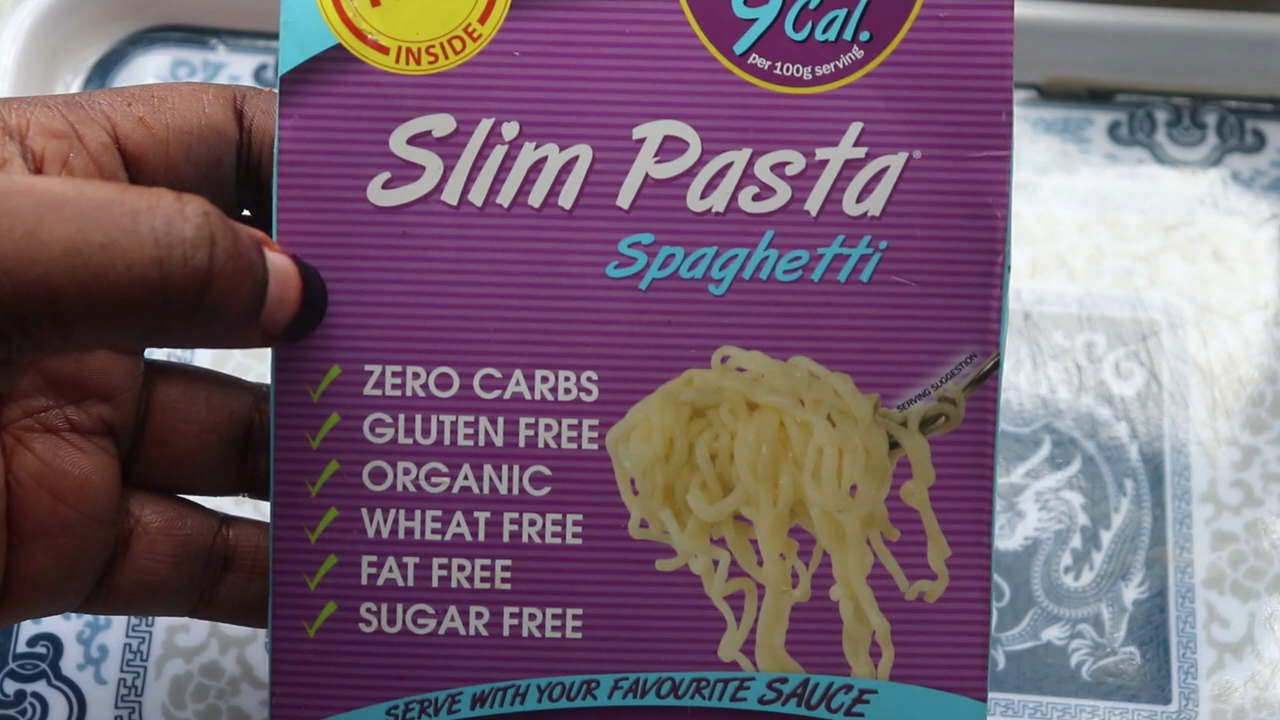 INSIDE
9 Cal.
per 100g serving
Slim Pasta®
Spaghetti
SERVING SUGGESTION
ZERO CARBS
GLUTEN FREE
ORGANIC
WHEAT FREE
FAT FREE
SUGAR FREE
SERVE WITH YOUR FAVOURITE SAUCE